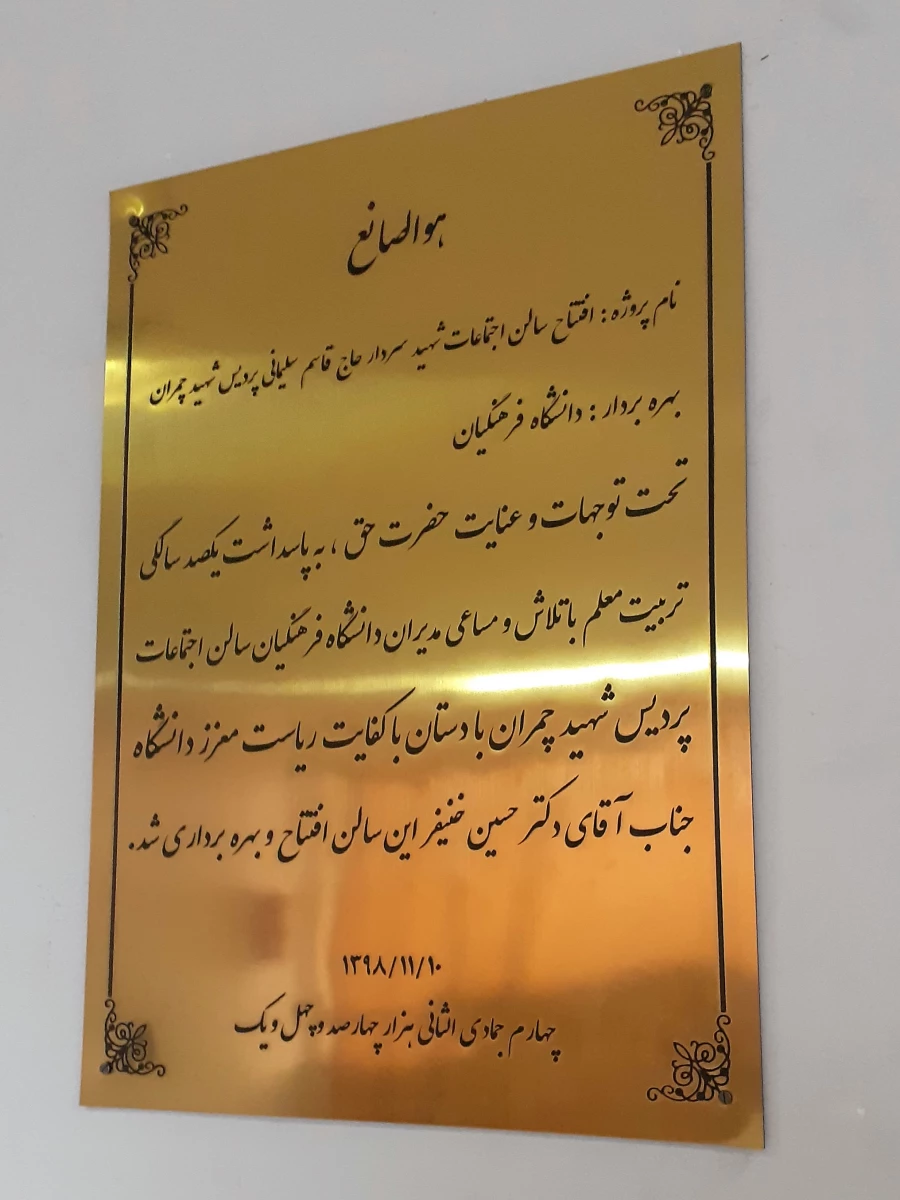 هوالصانع
نام پروژه : افتتاح سالن اجتماعات شهید سردار حاج قاسم سلیمانی پردیس شهید چمران
بهره بردار : دانشگاه فرهنگیان
تحت توجهات و عنایت حضرت حق ، به پاسداشت یکصد سالگی
تربیت معلم با تلاش و مساعی مدیران دانشگاه فرهنگیان سالن اجتماعات
پردیس شهید چمران با دستان با کفایت ریاست معزز دانشگاه
جناب آقای دکتر حسین خنیفر این سالن افتتاح و بهره برداری شد.
۱۳۹۸/۱۱/۱۰
چهارم جمادی الثانی هزار چهارصد و چهل و یک